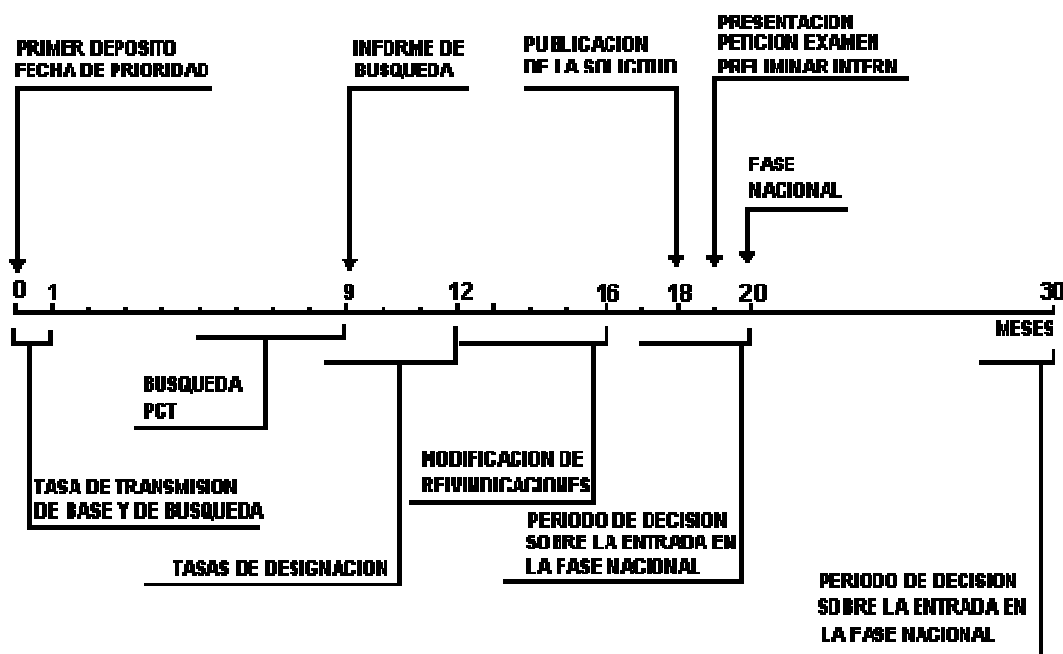 PRIMER DEPOSITO
FECHA DE PRIORIDAD
INFORME DE
BUSQUEDA
PUBLICACION
DE LA SOLICITUD
PRESENTACION
PETICION EXAMEN
PRELIMINAR INTERN
FASE
NACIONAL
0 1 9 12 16 18 20 30
MESES
BUSQUEDA
PCT
TASA DE TRANSMISION
DE BASE Y DE BUSQUEDA
TASAS DE DESIGNACION
MODIFICACION DE
REIVINDICACIONES
PERIODO DE DECISION
SOBRE LA ENTRADA EN
LA FASE NACIONAL
PERIODO DE DECISION
SOBRE LA ENTRADA EN
LA FASE NACIONAL